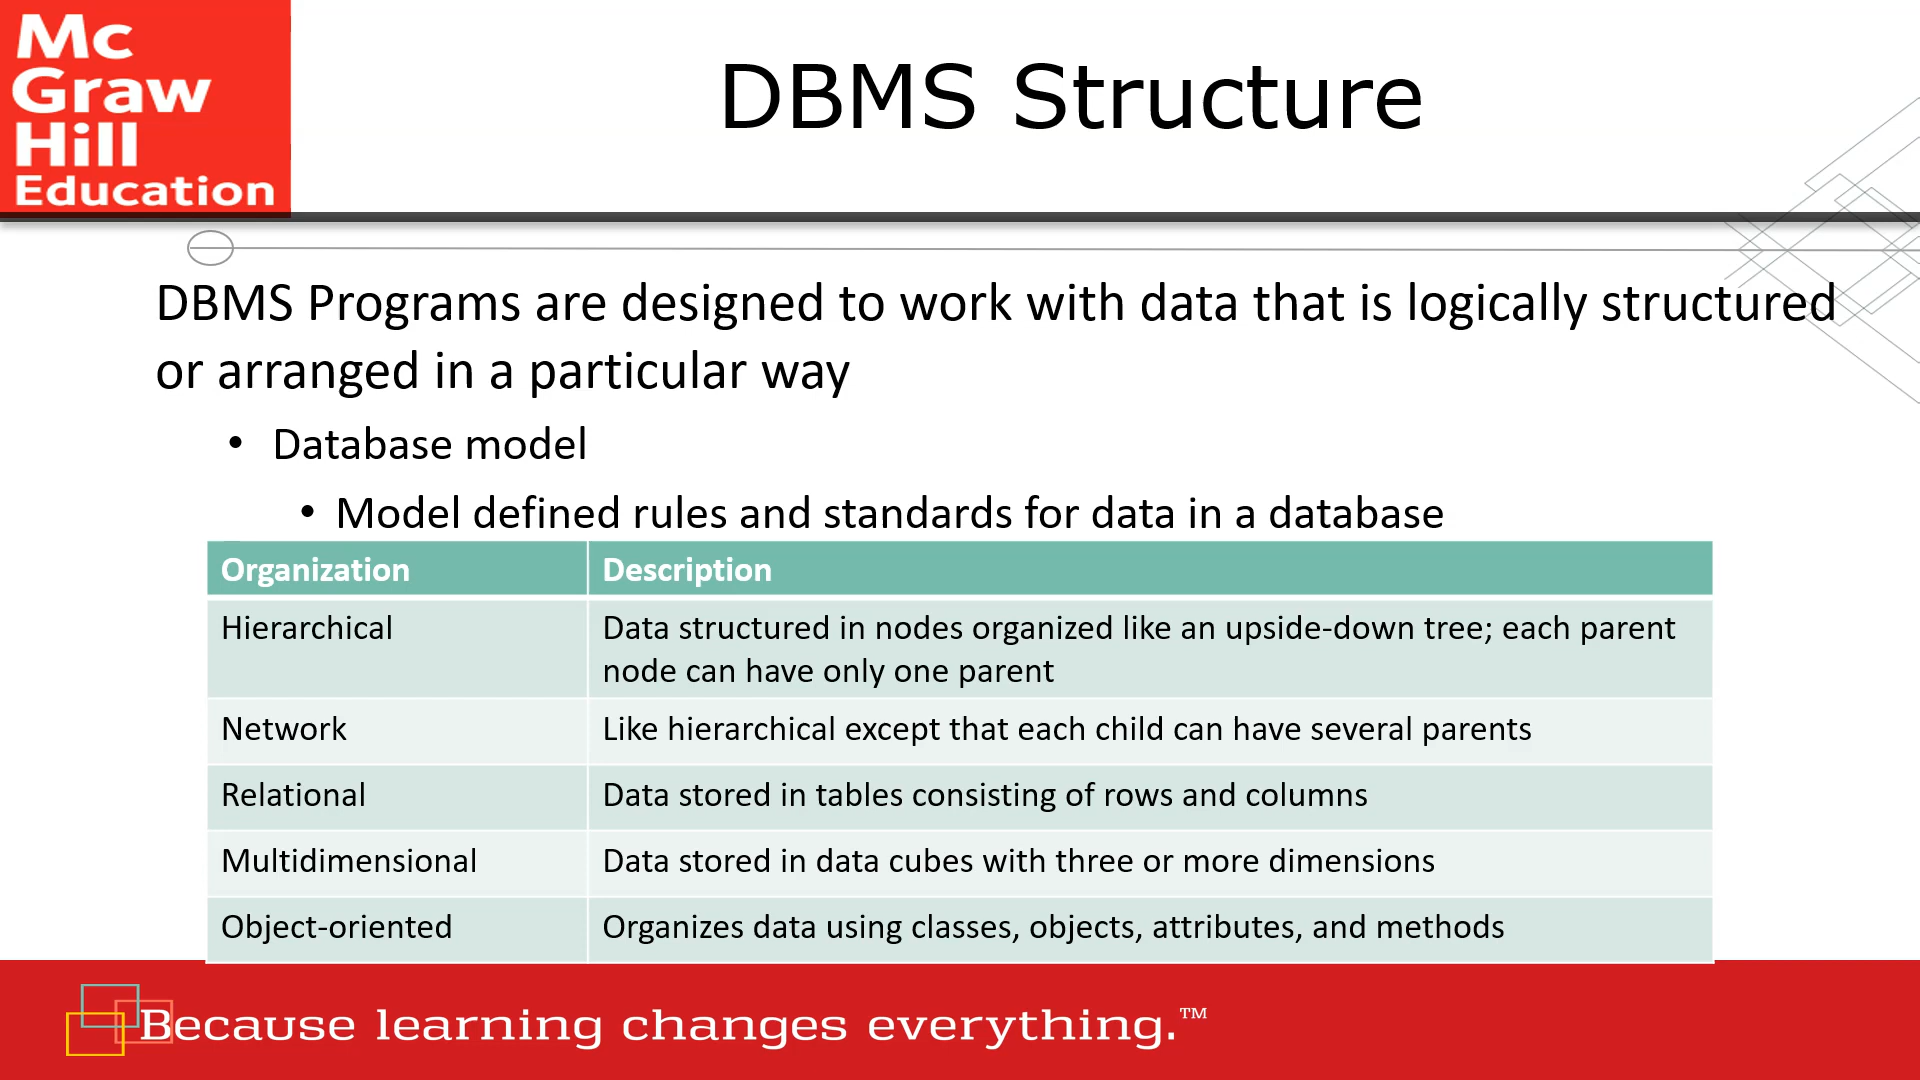 Mc
Graw
Hill
Education
DBMS Structure
DBMS Programs are designed to work with data that is logically structured
or arranged in a particular way
• Database model
• Model defined rules and standards for data in a database
Organization Description
Hierarchical Data structured in nodes organized like an upside-down tree; each parent
node can have only one parent
Network Like hierarchical except that each child can have several parents
Relational Data stored in tables consisting of rows and columns
Multidimensional Data stored in data cubes with three or more dimensions
Object-oriented Organizes data using classes, objects, attributes, and methods
Because learning changes everything.™